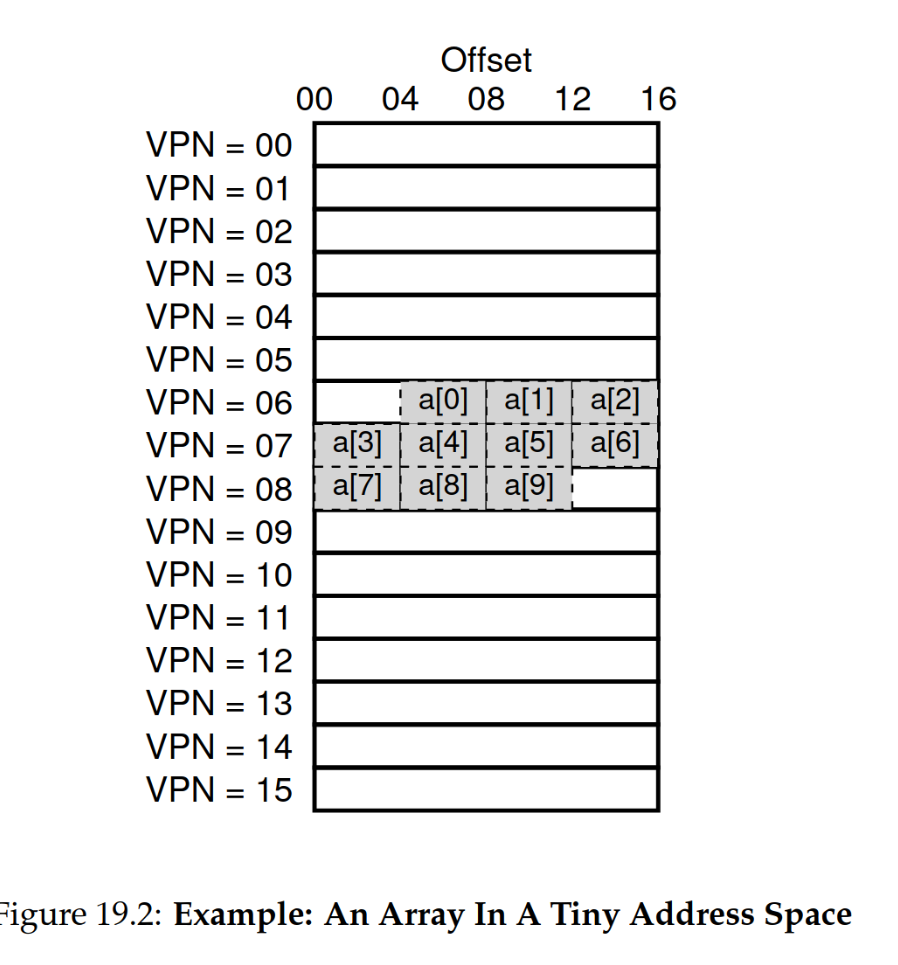 Offset
00 04 08 12 16
VPN = 00
VPN = 01
VPN = 02
VPN = 03
VPN = 04
VPN = 05
VPN = 06 a[0] a[1] a[2]
VPN = 07 a[3] a[4] a[5] a[6]
VPN = 08 a[7] a[8] a[9]
VPN = 09
VPN = 10
VPN = 11
VPN = 12
VPN = 13
VPN = 14
VPN = 15
Figure 19.2: Example: An Array In A Tiny Address Space